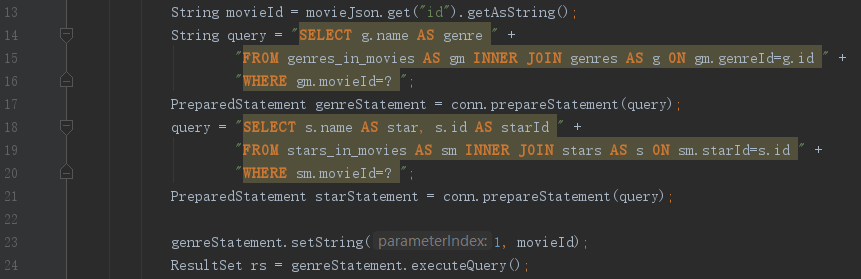 13 String movieId = movieJson.get("id").getAsString();
14 String query = "SELECT g.name AS genre " +
15 "FROM genres_in_movies AS gm INNER JOIN genres AS g ON gm.genreId=g.id " +
16 "WHERE gm.movieId=? ";
17 PreparedStatement genreStatement = conn.prepareStatement(query);
18 query = "SELECT s.name AS star, s.id AS starId " +
19 "FROM stars_in_movies AS sm INNER JOIN stars AS s ON sm.starId=s.id " +
20 "WHERE sm.movieId=? ";
21 PreparedStatement starStatement = conn.prepareStatement(query);
22
23 genreStatement.setString( parameterIndex: 1, movieId);
24 ResultSet rs = genreStatement.executeQuery();